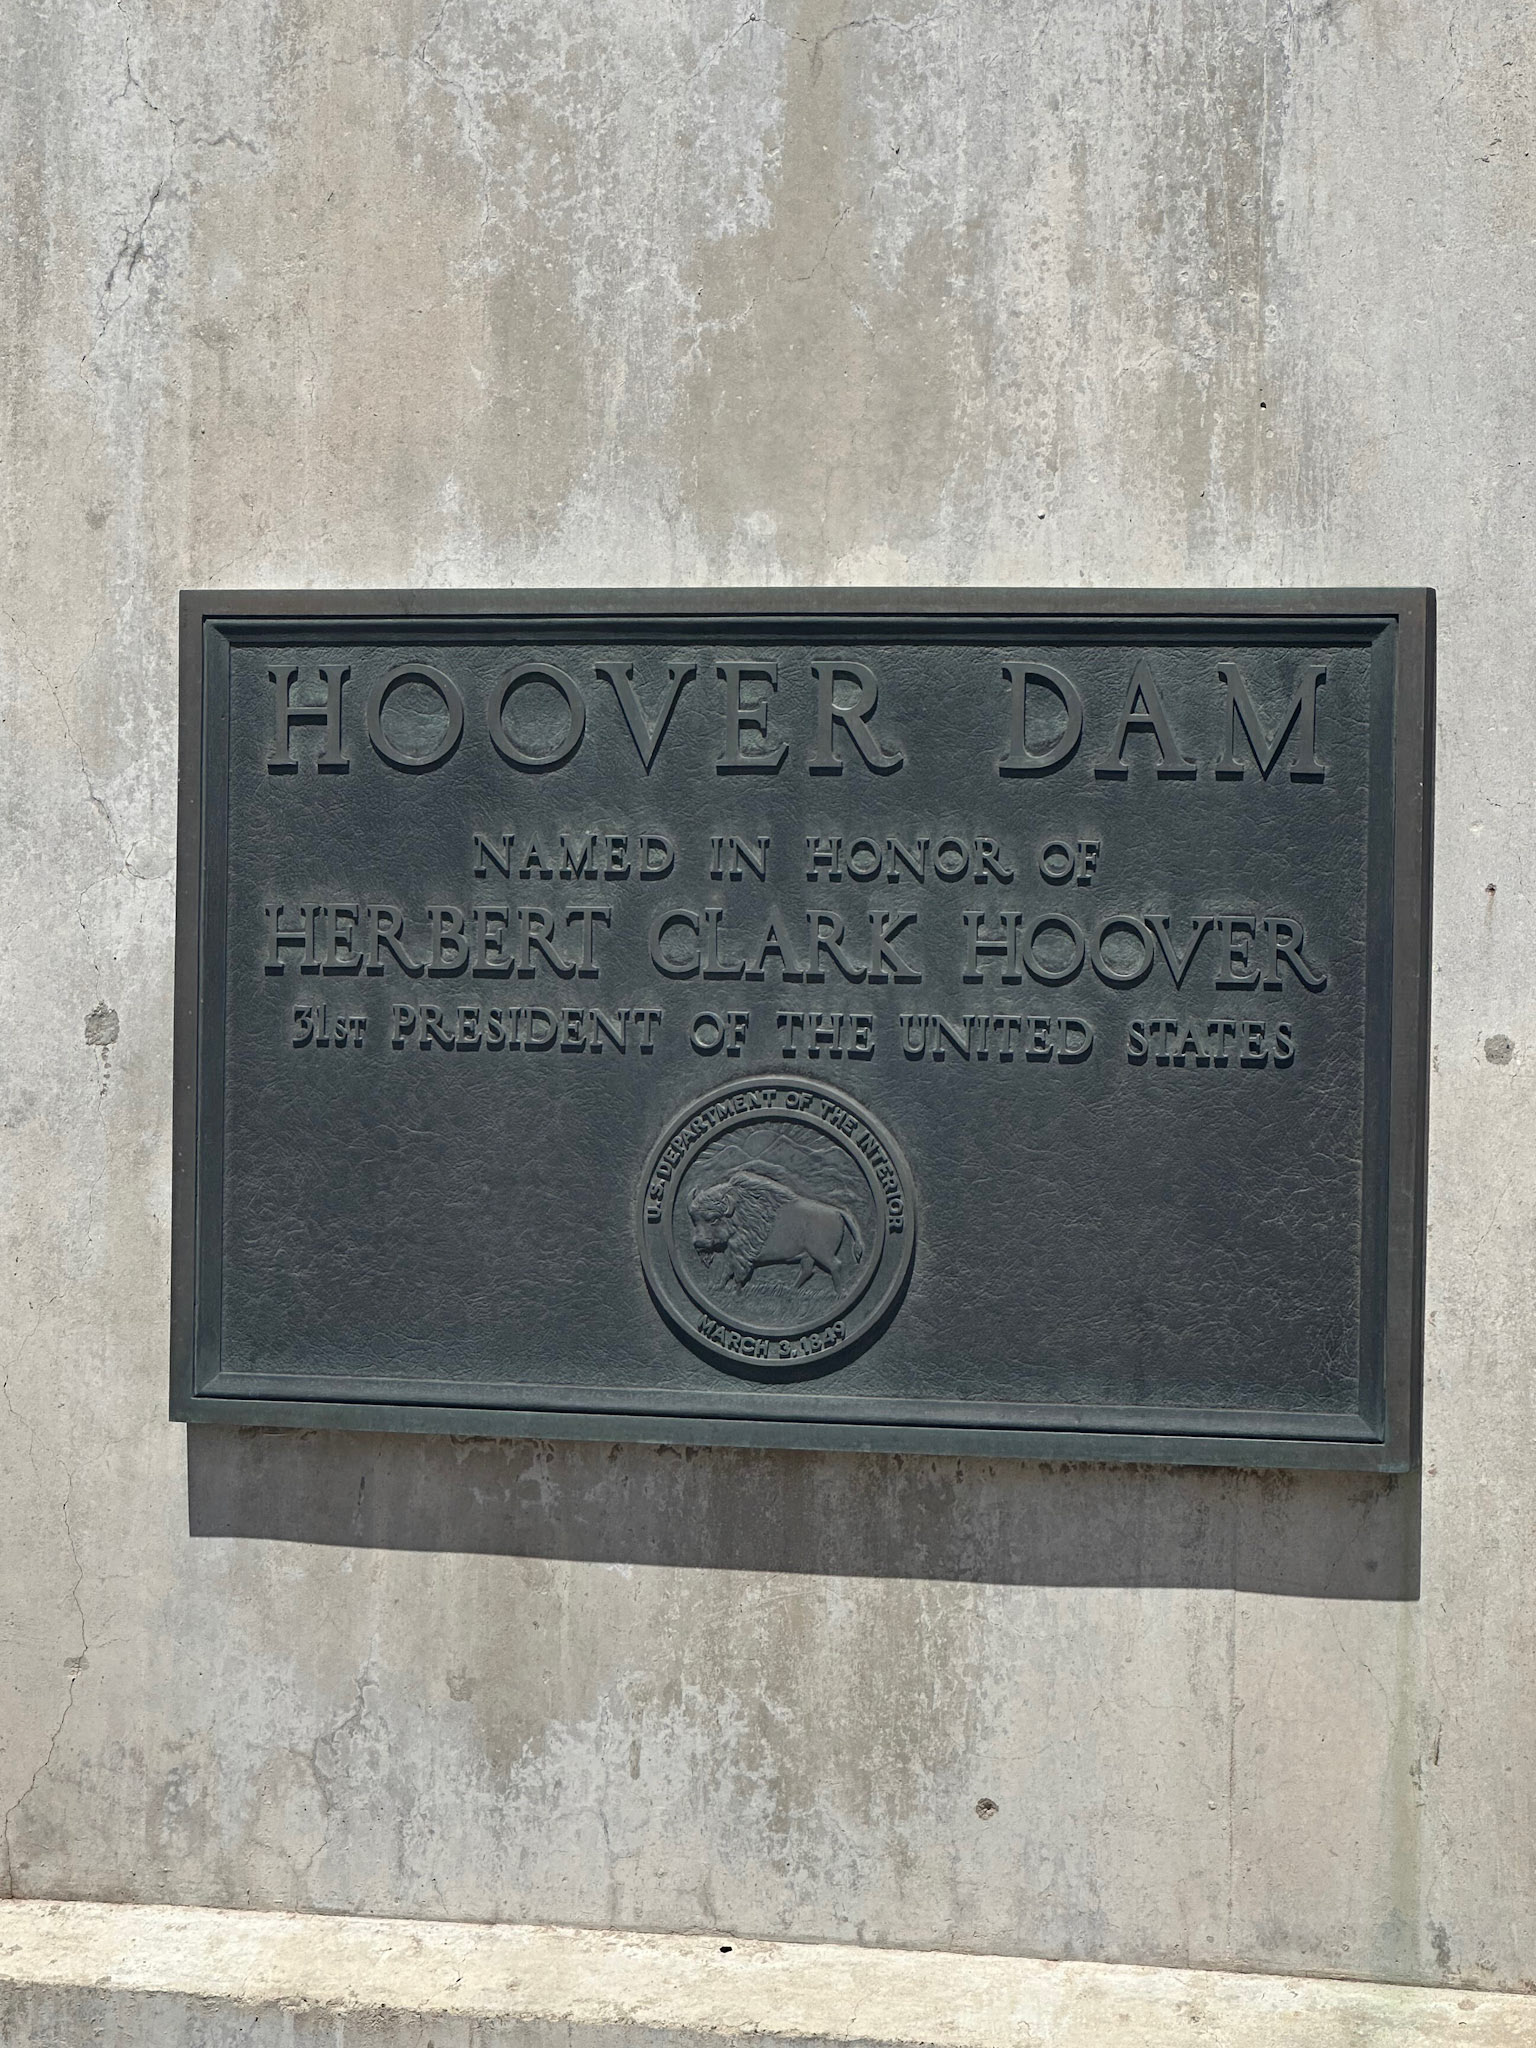 HOOVER DAM
NAMED IN HONOR OF
HERBERT CLARK HOOVER
31ST PRESIDENT OF THE UNITED STATES
U.S. DEPARTMENT OF THE INTERIOR
MARCH 3, 1849